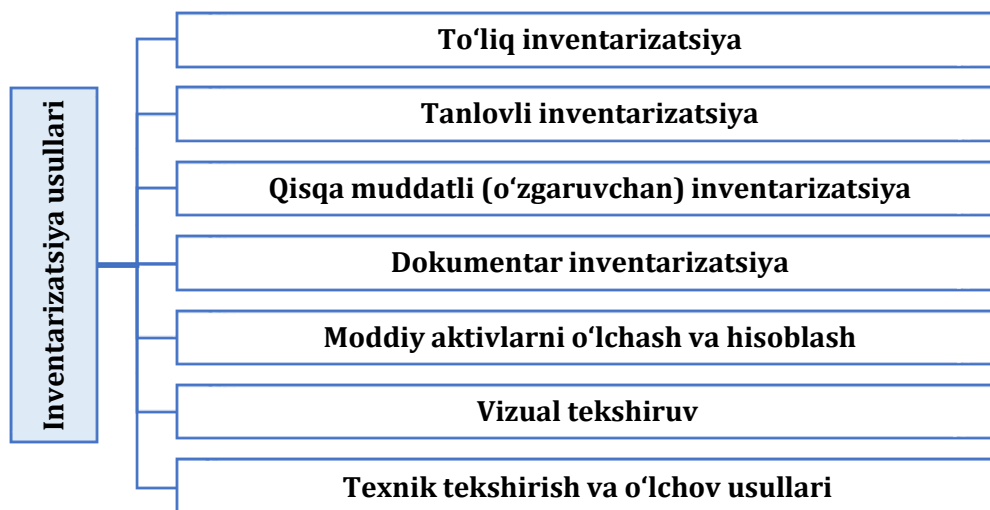 Inventarizatsiya usullari
To‘liq inventarizatsiya
Tanlovli inventarizatsiya
Qisqa muddatli (o‘zgaruvchan) inventarizatsiya
Dokumentar inventarizatsiya
Moddiy aktivlarni o‘lchash va hisoblash
Vizual tekshiruv
Texnik tekshirish va o‘lchov usullari